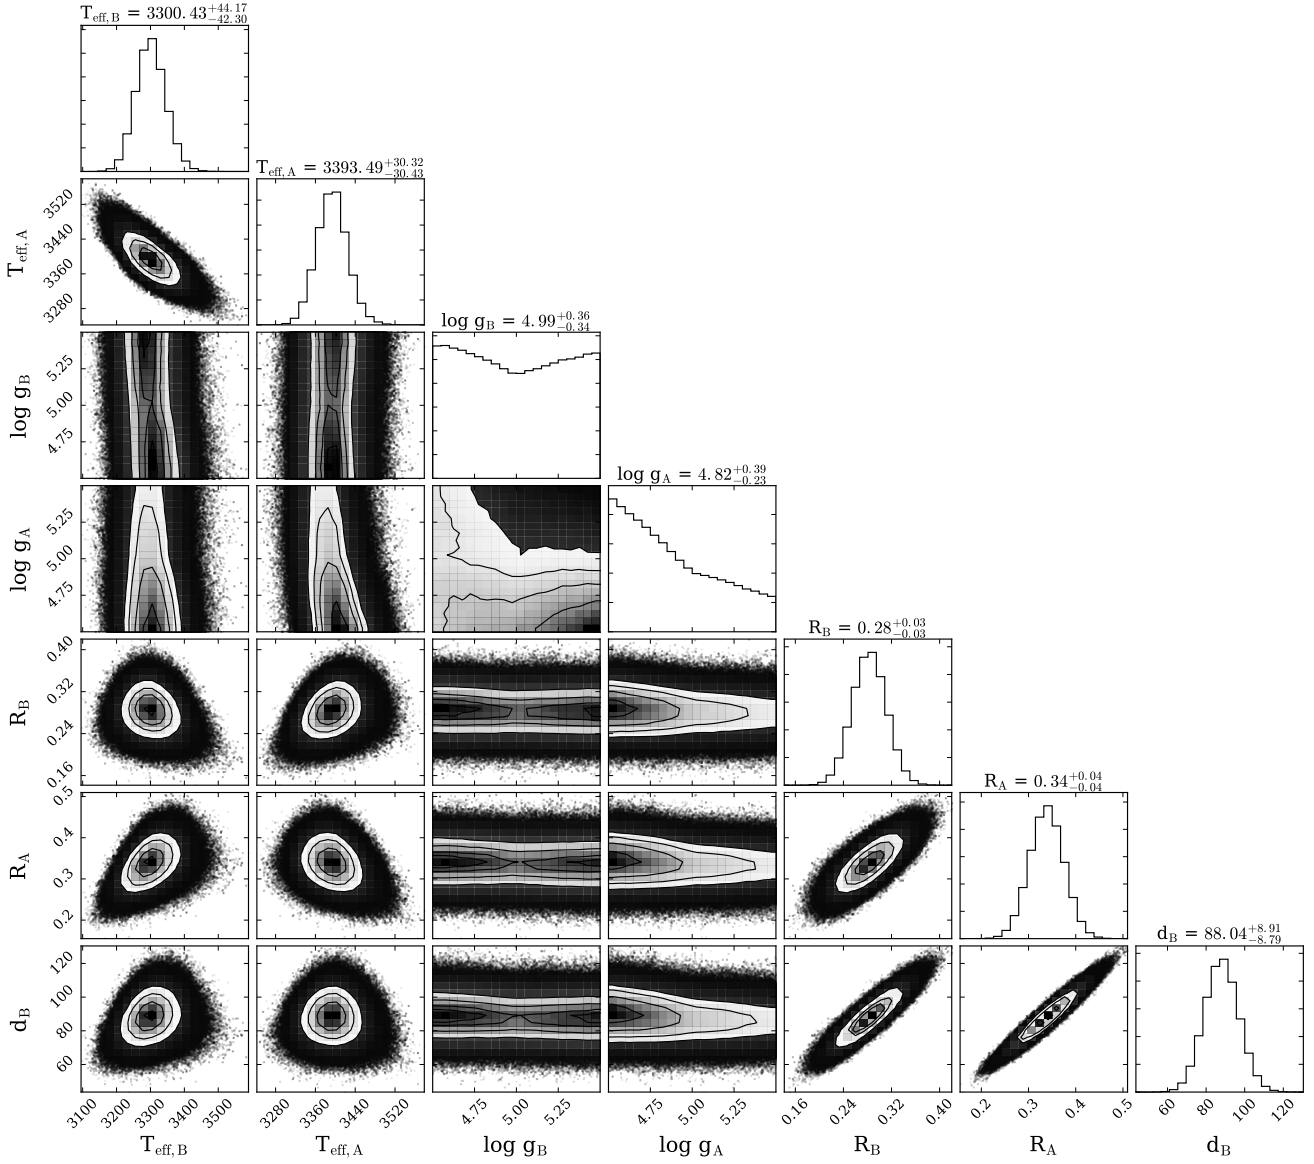 T_eff,B = 3300.43 +44.17 −42.30
T_eff,A = 3393.49 +30.32 −30.43
3520
3440
3360
3280
T_eff,A
log g_B = 4.99 +0.36 −0.34
5.25
5.00
4.75
log g_B
log g_A = 4.82 +0.39 −0.23
5.25
5.00
4.75
log g_A
R_B = 0.28 +0.03 −0.03
0.40
0.32
0.24
0.16
R_B
R_A = 0.34 +0.04 −0.04
0.5
0.4
0.3
0.2
R_A
d_B = 88.04 +8.91 −8.79
120
100
80
60
d_B
3100 3200 3300 3400 3500 3280 3360 3440 3520 4.75 5.00 5.25 4.75 5.00 5.25 0.16 0.24 0.32 0.40 0.2 0.3 0.4 0.5 60 80 100 120
T_eff,B T_eff,A log g_B log g_A R_B R_A d_B